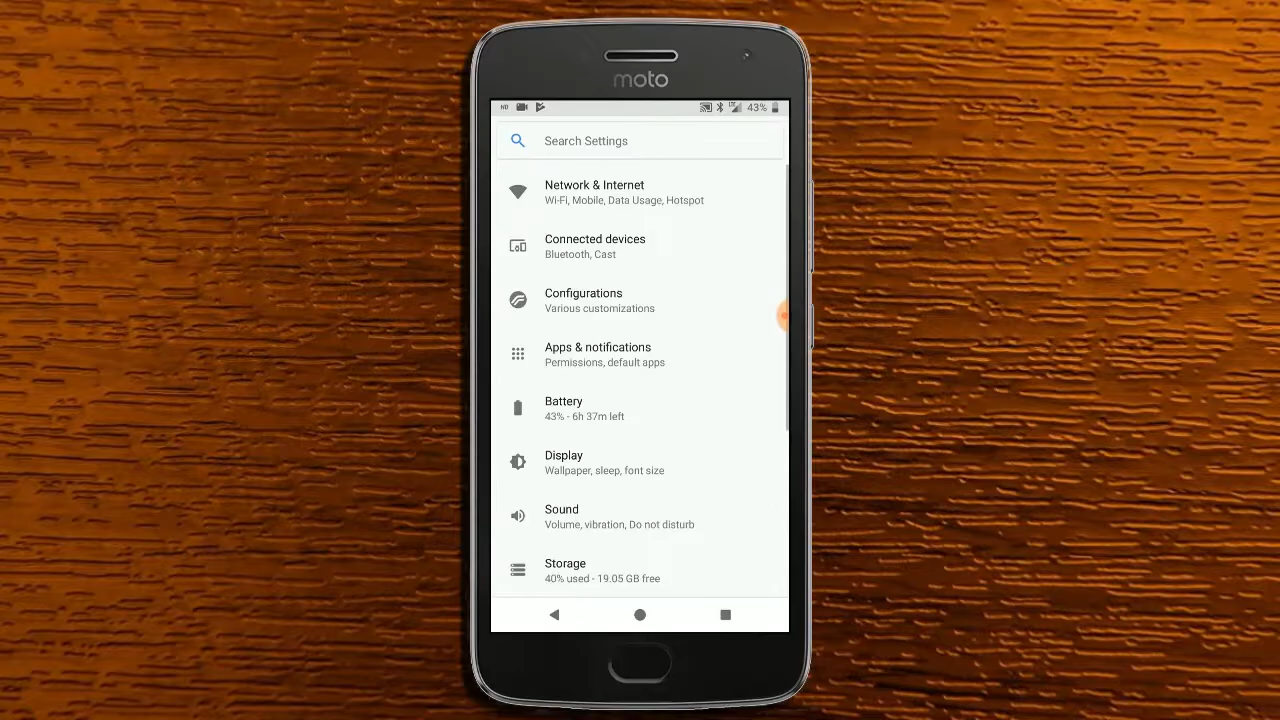 moto
HD
LTE
43%
Search Settings
Network & Internet
Wi-Fi, Mobile, Data Usage, Hotspot
Connected devices
Bluetooth, Cast
Configurations
Various customizations
Apps & notifications
Permissions, default apps
Battery
43% - 6h 37m left
Display
Wallpaper, sleep, font size
Sound
Volume, vibration, Do not disturb
Storage
40% used - 19.05 GB free